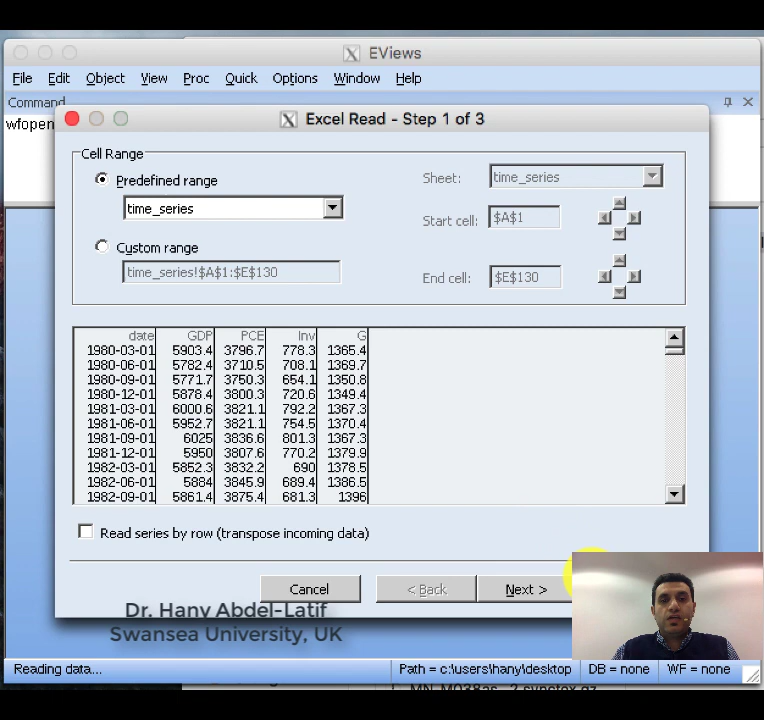 EViews
File Edit Object View Proc Quick Options Window Help
Command
wfopen
Excel Read - Step 1 of 3
Cell Range
Predefined range
time_series
Custom range
time_series!$A$1:$E$130
Sheet: time_series
Start cell: $A$1
End cell: $E$130
date GDP PCE Inv G
1980-03-01 5903.4 3796.7 778.3 1365.4
1980-06-01 5782.4 3710.5 708.1 1369.7
1980-09-01 5771.7 3750.3 654.1 1350.8
1980-12-01 5878.4 3800.3 720.6 1349.4
1981-03-01 6000.6 3821.1 792.2 1367.3
1981-06-01 5952.7 3821.1 754.5 1370.4
1981-09-01 6025 3836.6 801.3 1367.3
1981-12-01 5950 3807.6 770.2 1379.9
1982-03-01 5852.3 3832.2 690 1378.5
1982-06-01 5884 3845.9 689.4 1386.5
1982-09-01 5861.4 3875.4 681.3 1396
Read series by row (transpose incoming data)
Cancel < Back Next >
Dr. Hany Abdel-Latif
Swansea University, UK
Reading data... Path = c:\users\hany\desktop DB = none WF = none